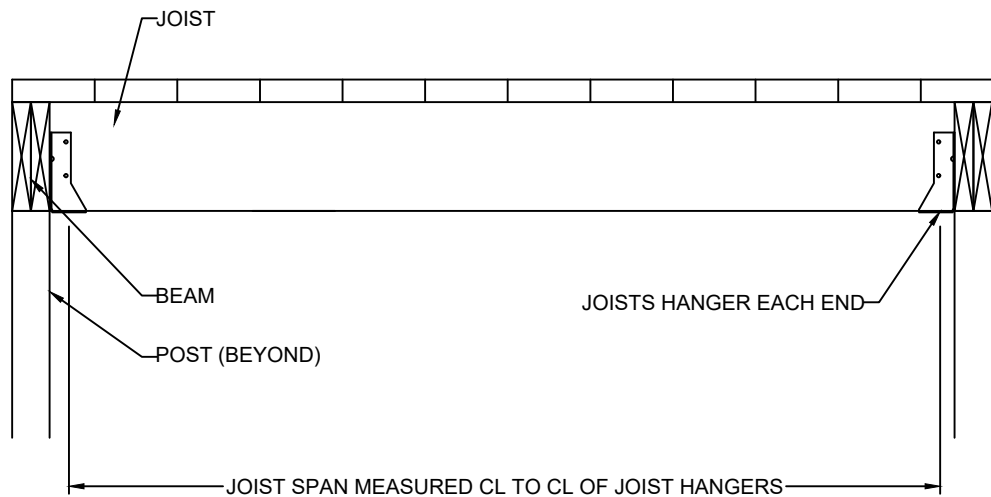 JOIST
BEAM
JOISTS HANGER EACH END
POST (BEYOND)
JOIST SPAN MEASURED CL TO CL OF JOIST HANGERS